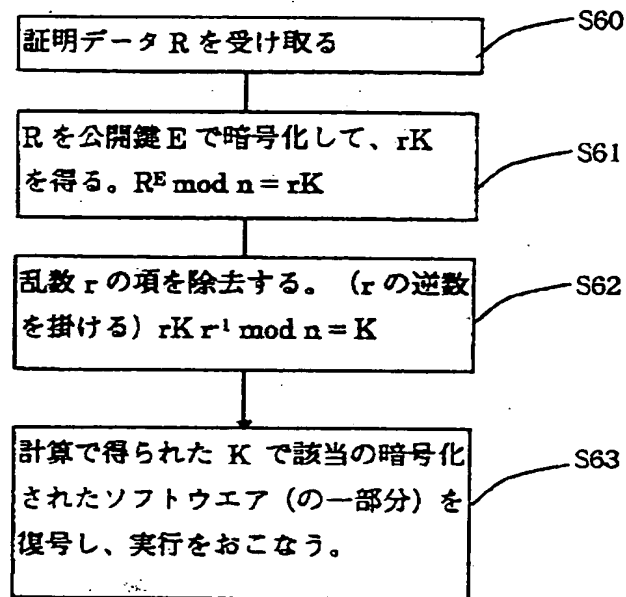 証明データ R を受け取る
S60
R を公開鍵 E で暗号化して、rK
を得る。Rᴱ mod n = rK
S61
乱数 r の項を除去する。（r の逆数
を掛ける）rK r¹ mod n = K
S62
計算で得られた K で該当の暗号化
されたソフトウエア（の一部分）を
復号し、実行をおこなう。
S63